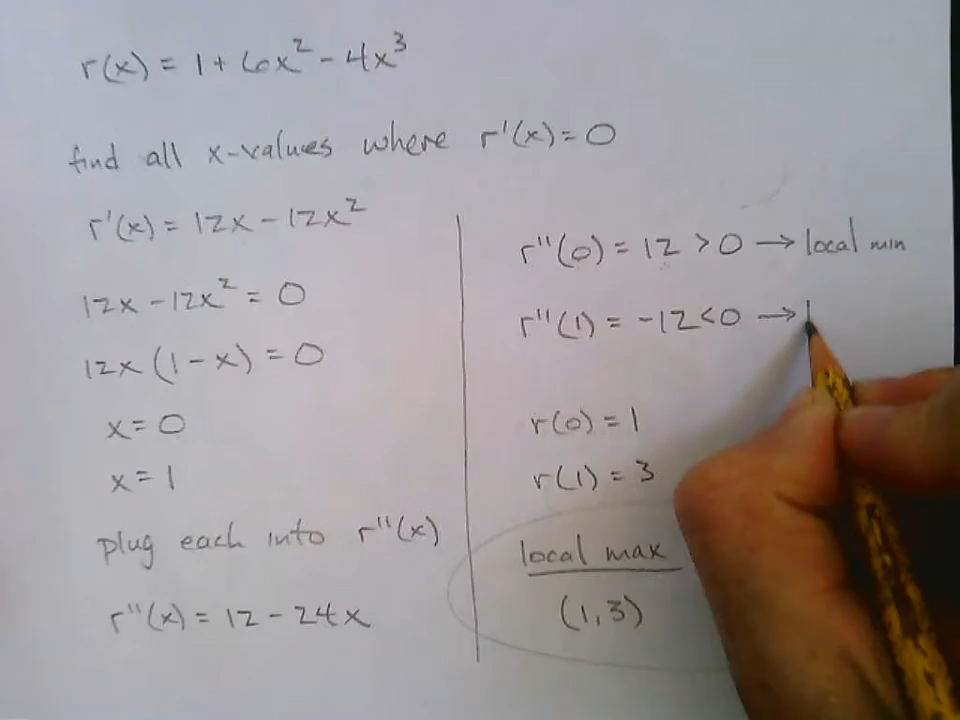 r(x) = 1 + 6x² - 4x³
find all x-values where r'(x) = 0
r'(x) = 12x - 12x²
12x - 12x² = 0
12x (1 - x) = 0
x = 0
x = 1
plug each into r''(x)
r''(x) = 12 - 24x
r''(0) = 12 > 0 → local min
r''(1) = -12 < 0 → l
r(0) = 1
r(1) = 3
local max
(1, 3)